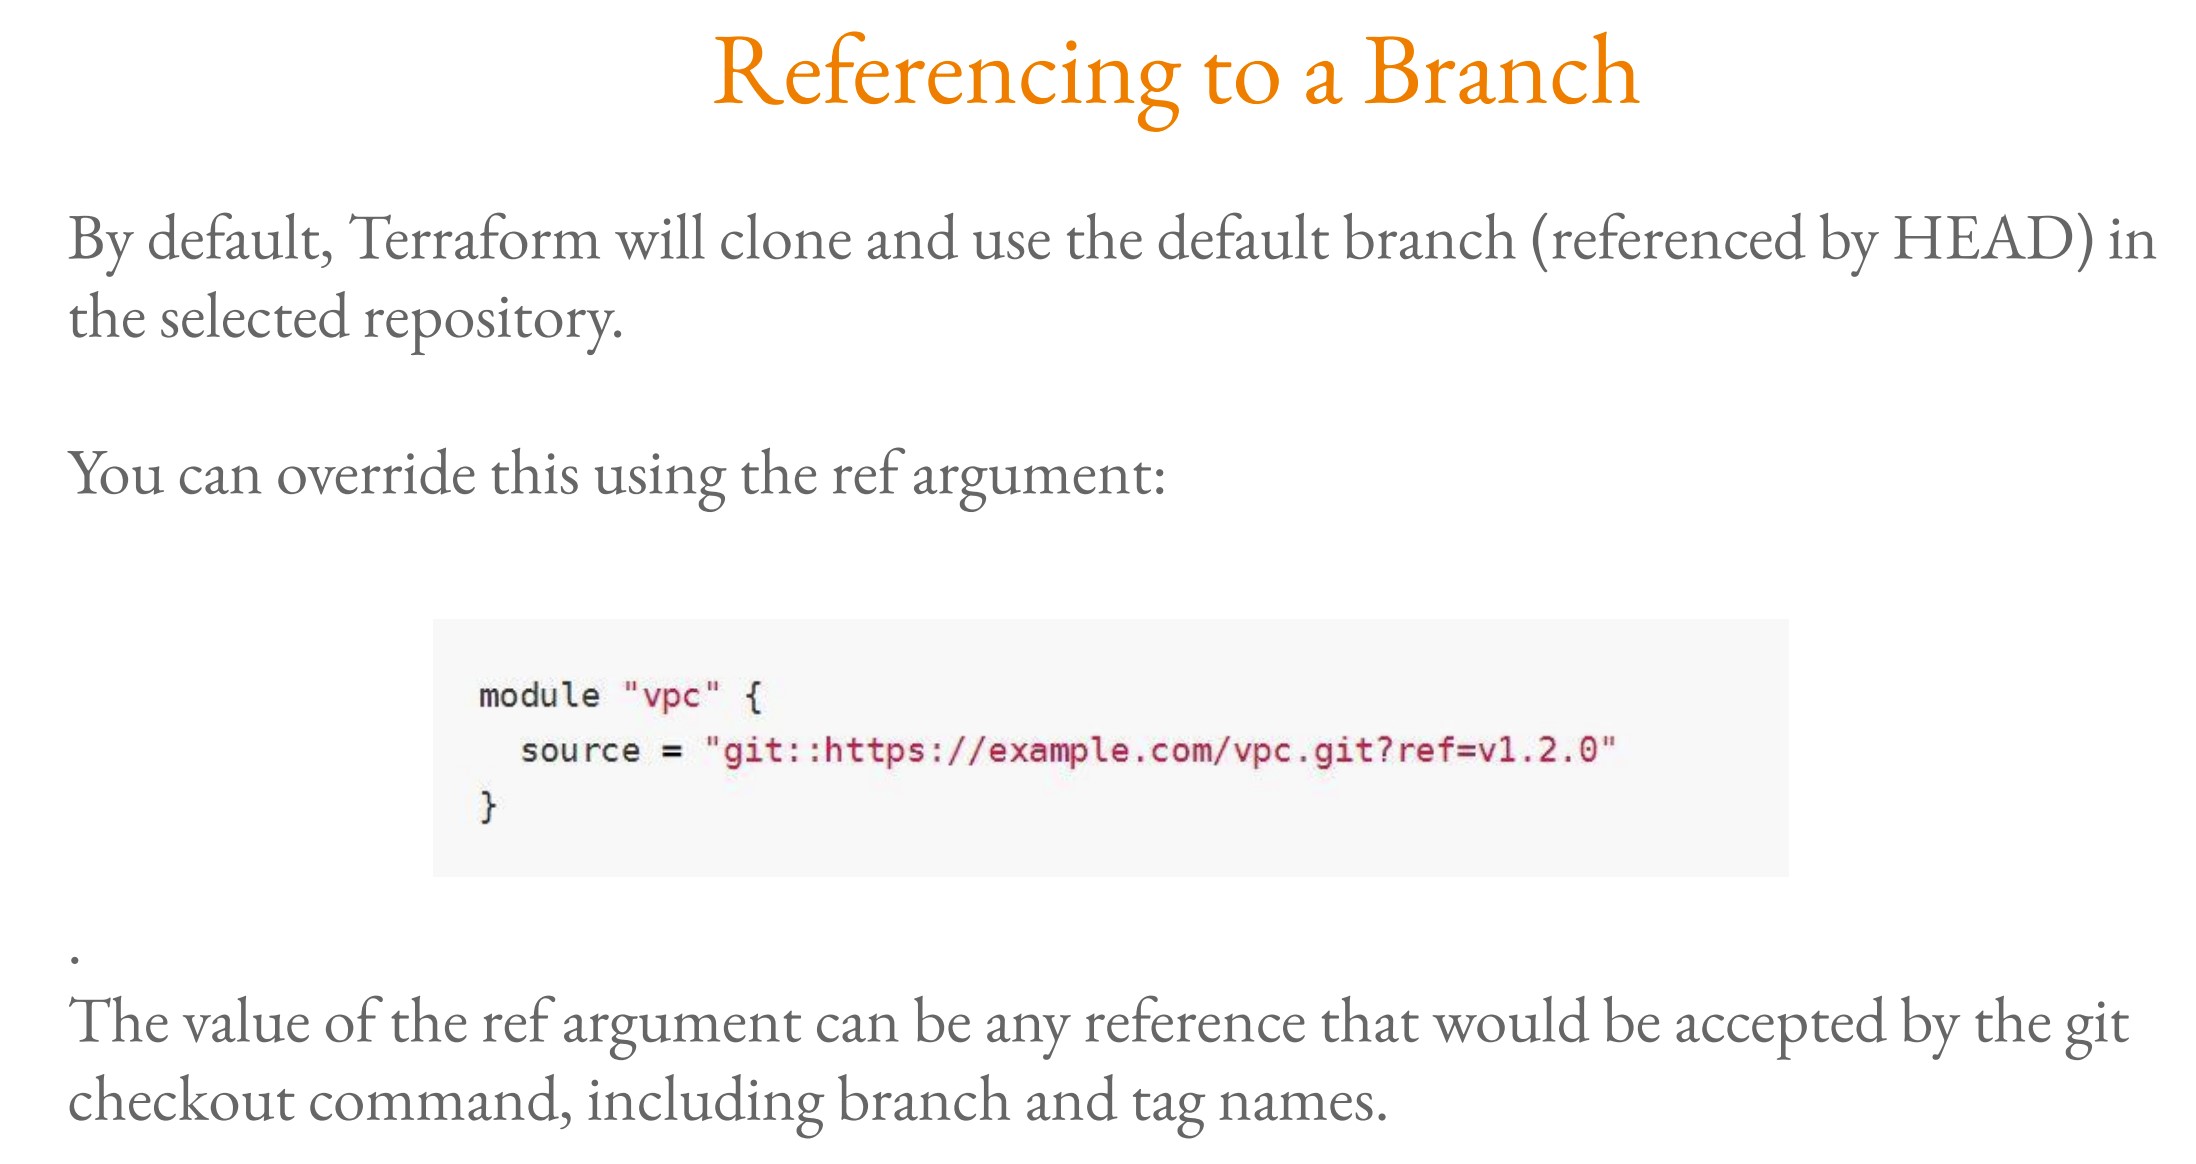 Referencing to a Branch
By default, Terraform will clone and use the default branch (referenced by HEAD) in
the selected repository.
You can override this using the ref argument:
module "vpc" {
  source = "git::https://example.com/vpc.git?ref=v1.2.0"
}
.
The value of the ref argument can be any reference that would be accepted by the git
checkout command, including branch and tag names.